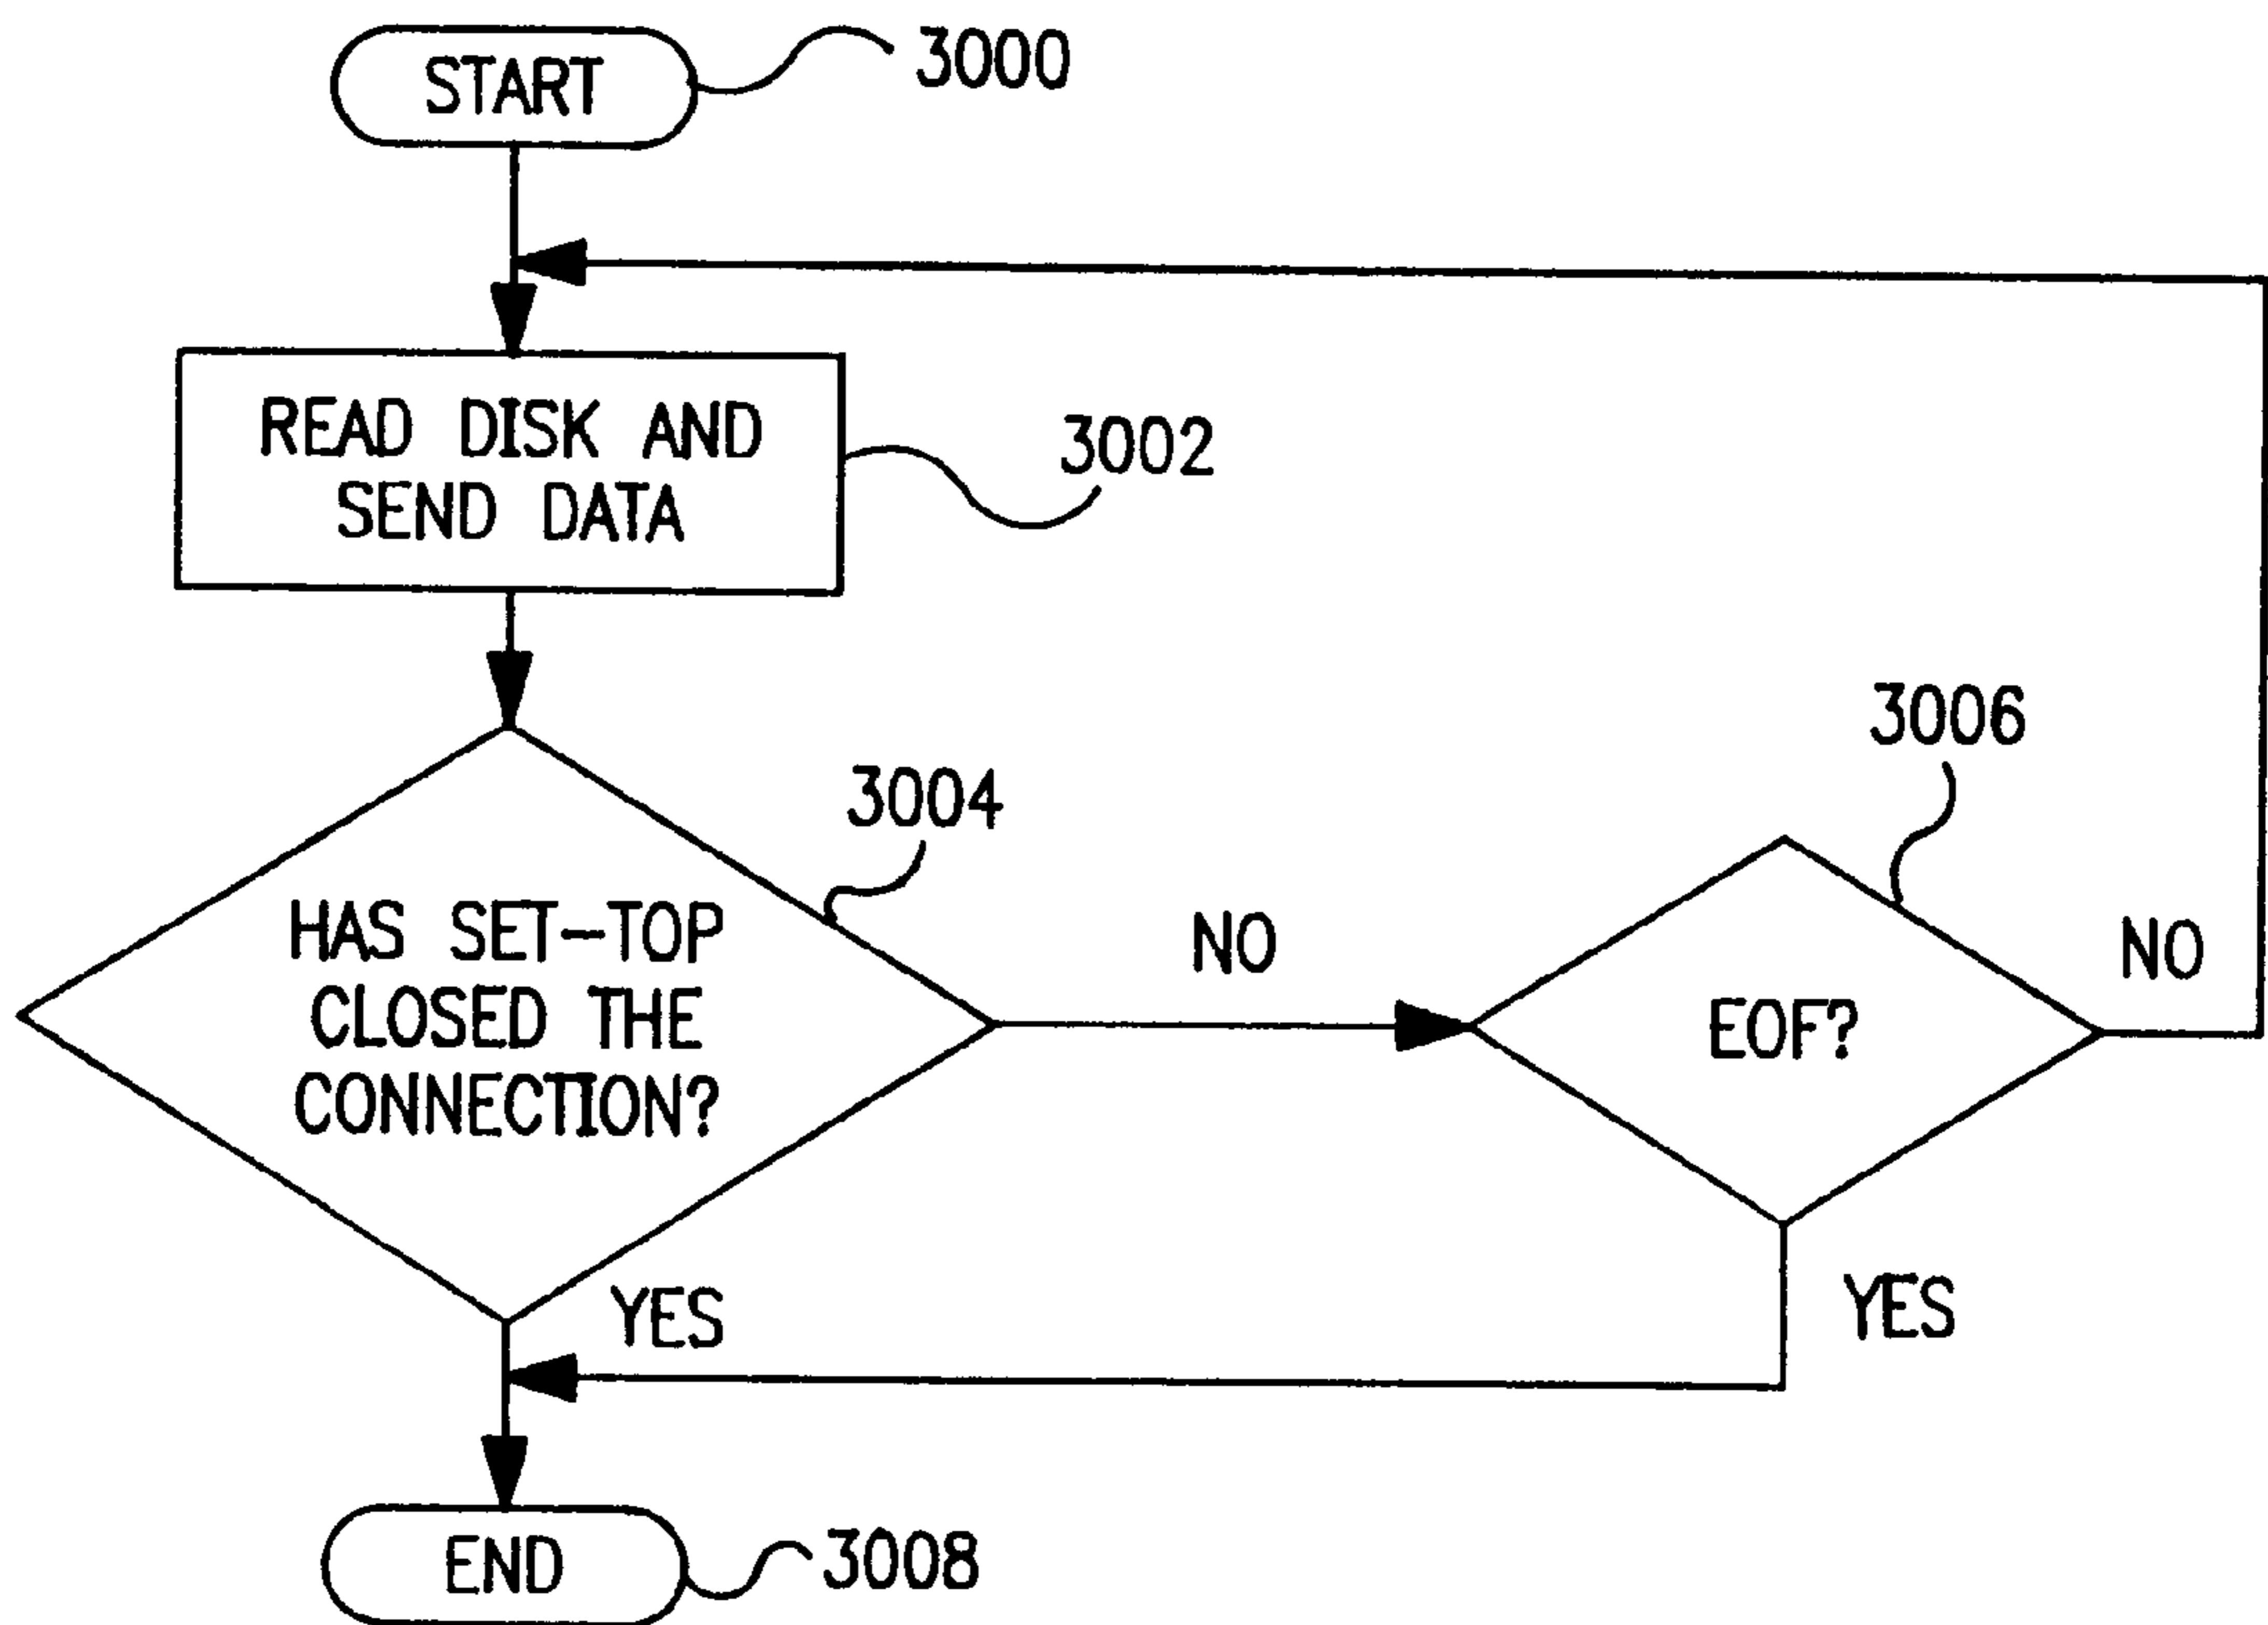 START
3000
READ DISK AND
SEND DATA
3002
3004
3006
HAS SET-TOP
CLOSED THE
CONNECTION?
NO
EOF?
NO
YES
YES
END
3008